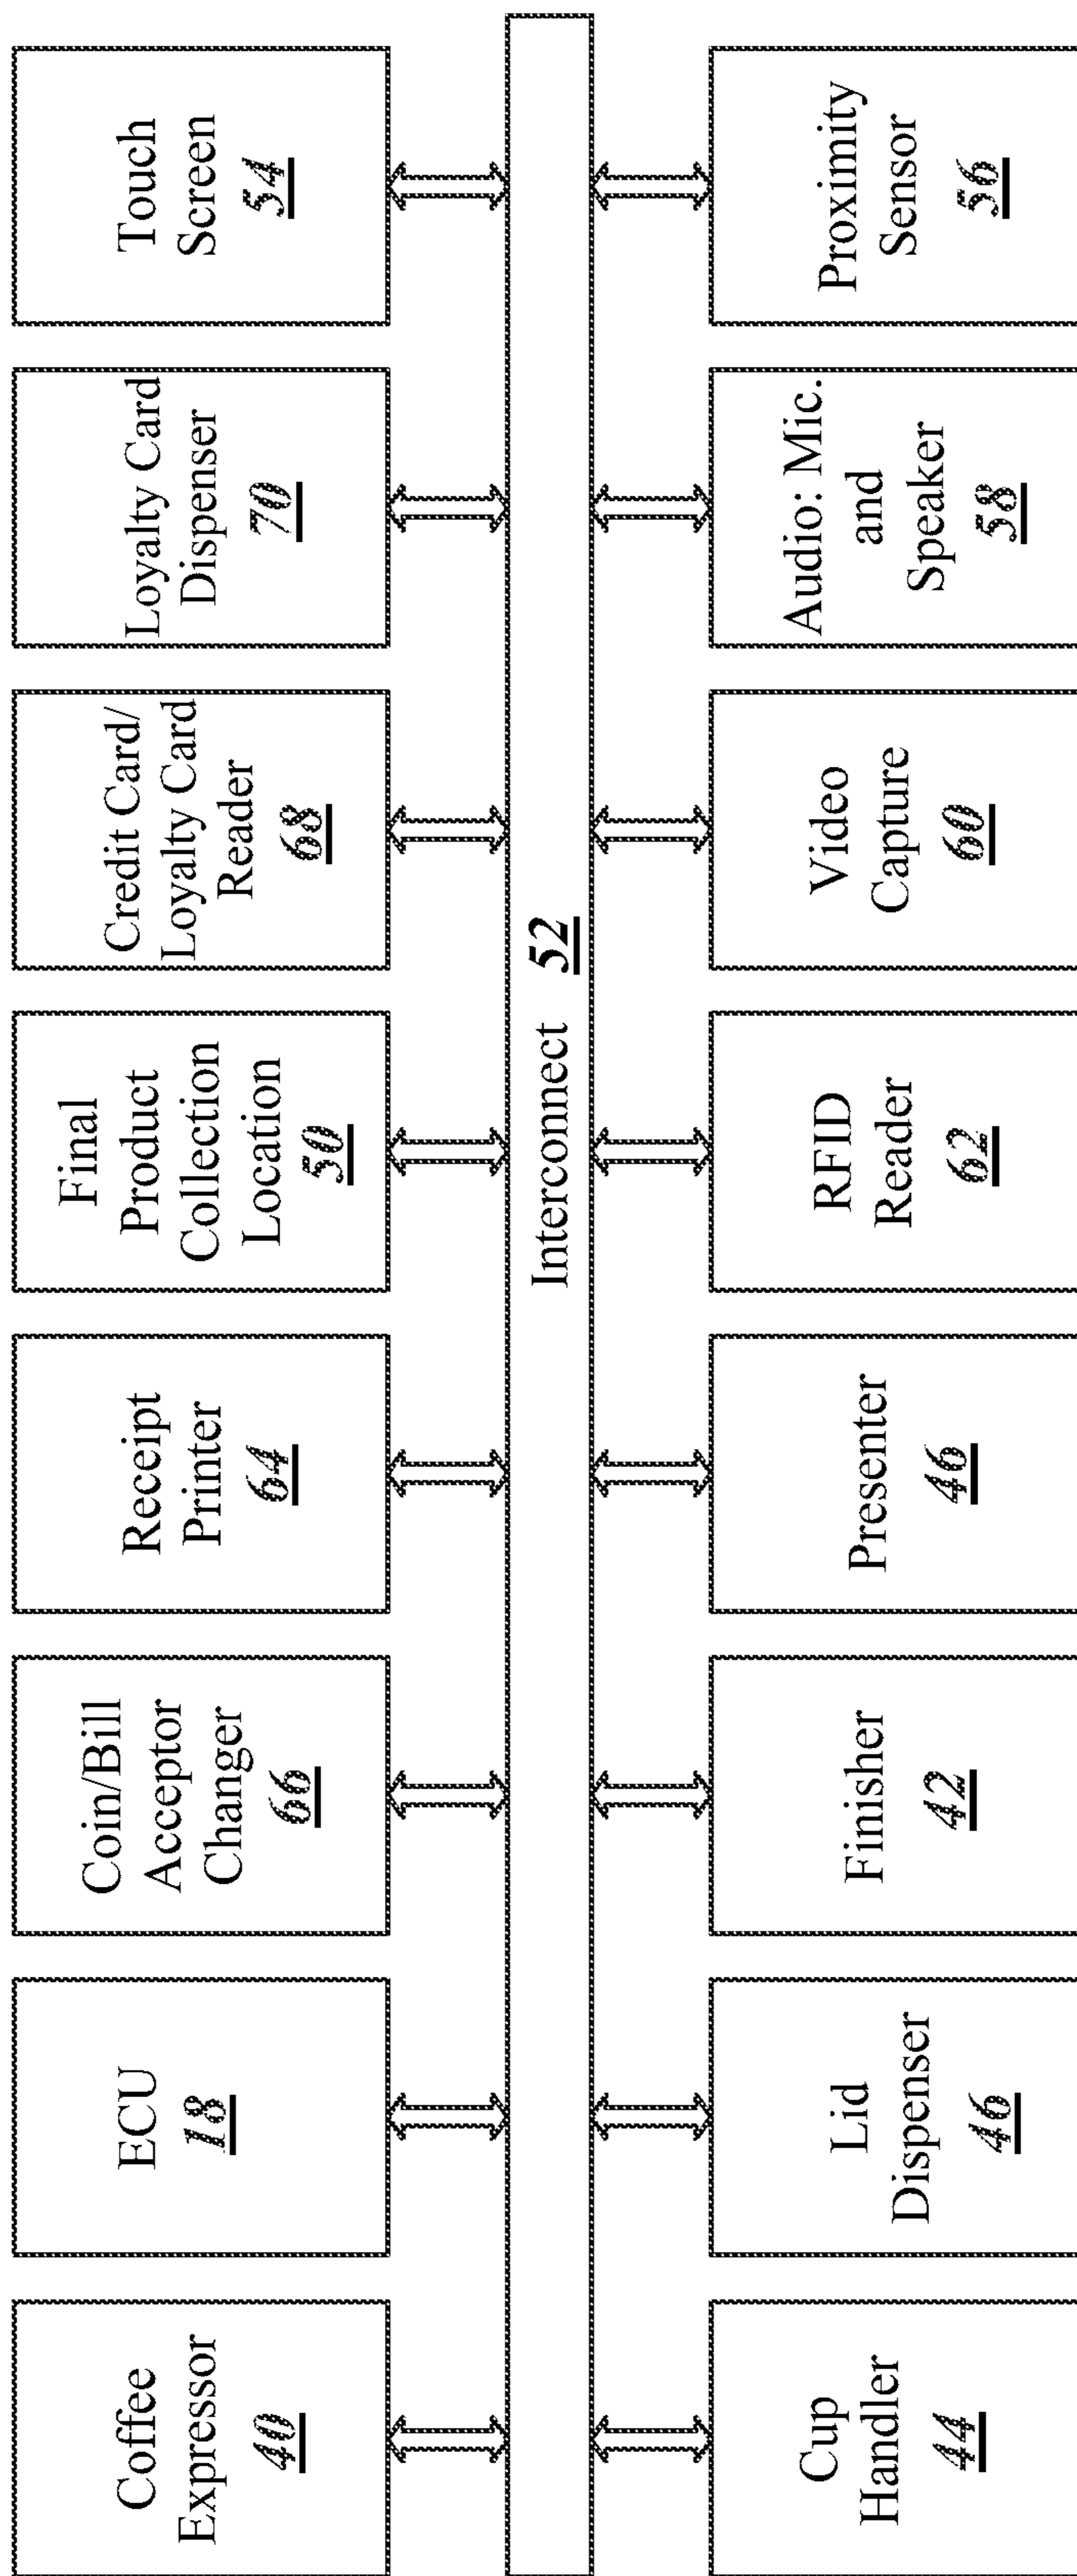 Coffee
Expressor
40
ECU
18
Coin/Bill
Acceptor
Changer
66
Receipt
Printer
64
Final
Product
Collection
Location
50
Credit Card/
Loyalty Card
Reader
68
Loyalty Card
Dispenser
70
Touch
Screen
54
Interconnect 52
Cup
Handler
44
Lid
Dispenser
46
Finisher
42
Presenter
46
RFID
Reader
62
Video
Capture
60
Audio: Mic.
and
Speaker
58
Proximity
Sensor
56